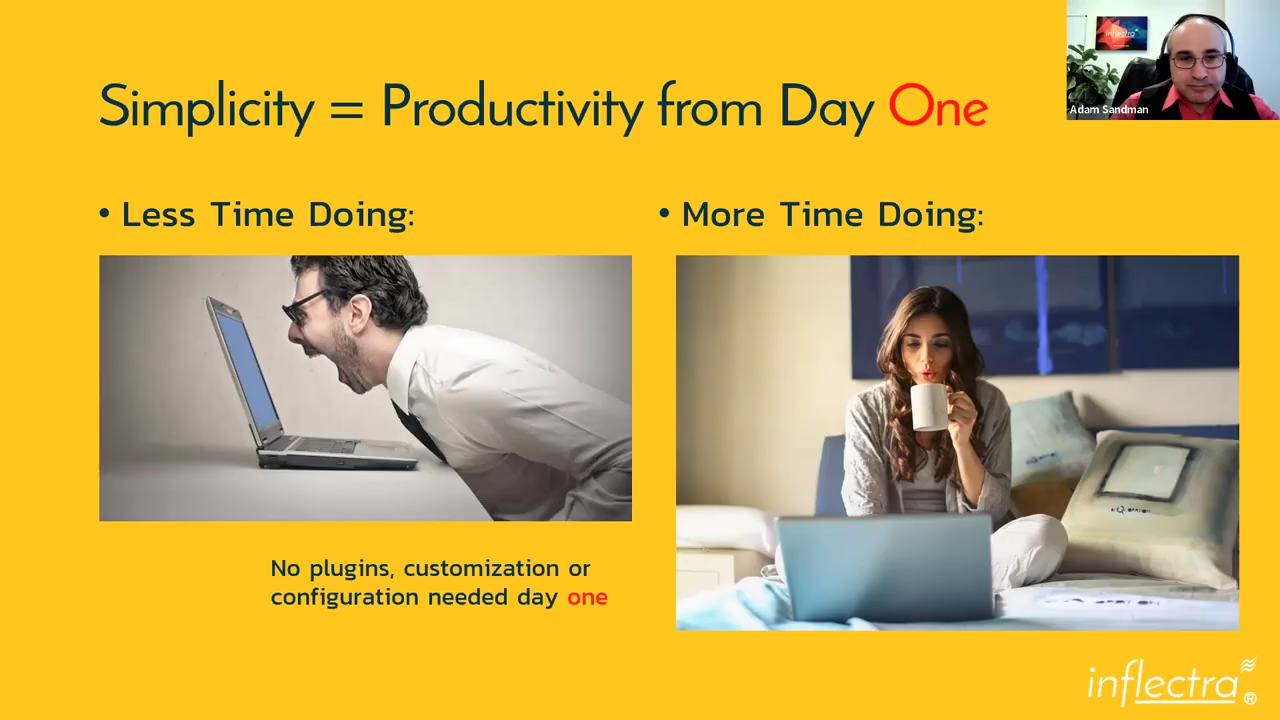 Simplicity = Productivity from Day One
inflectra
Adam Sandman
• Less Time Doing:
• More Time Doing:
No plugins, customization or
configuration needed day one
inflectra®